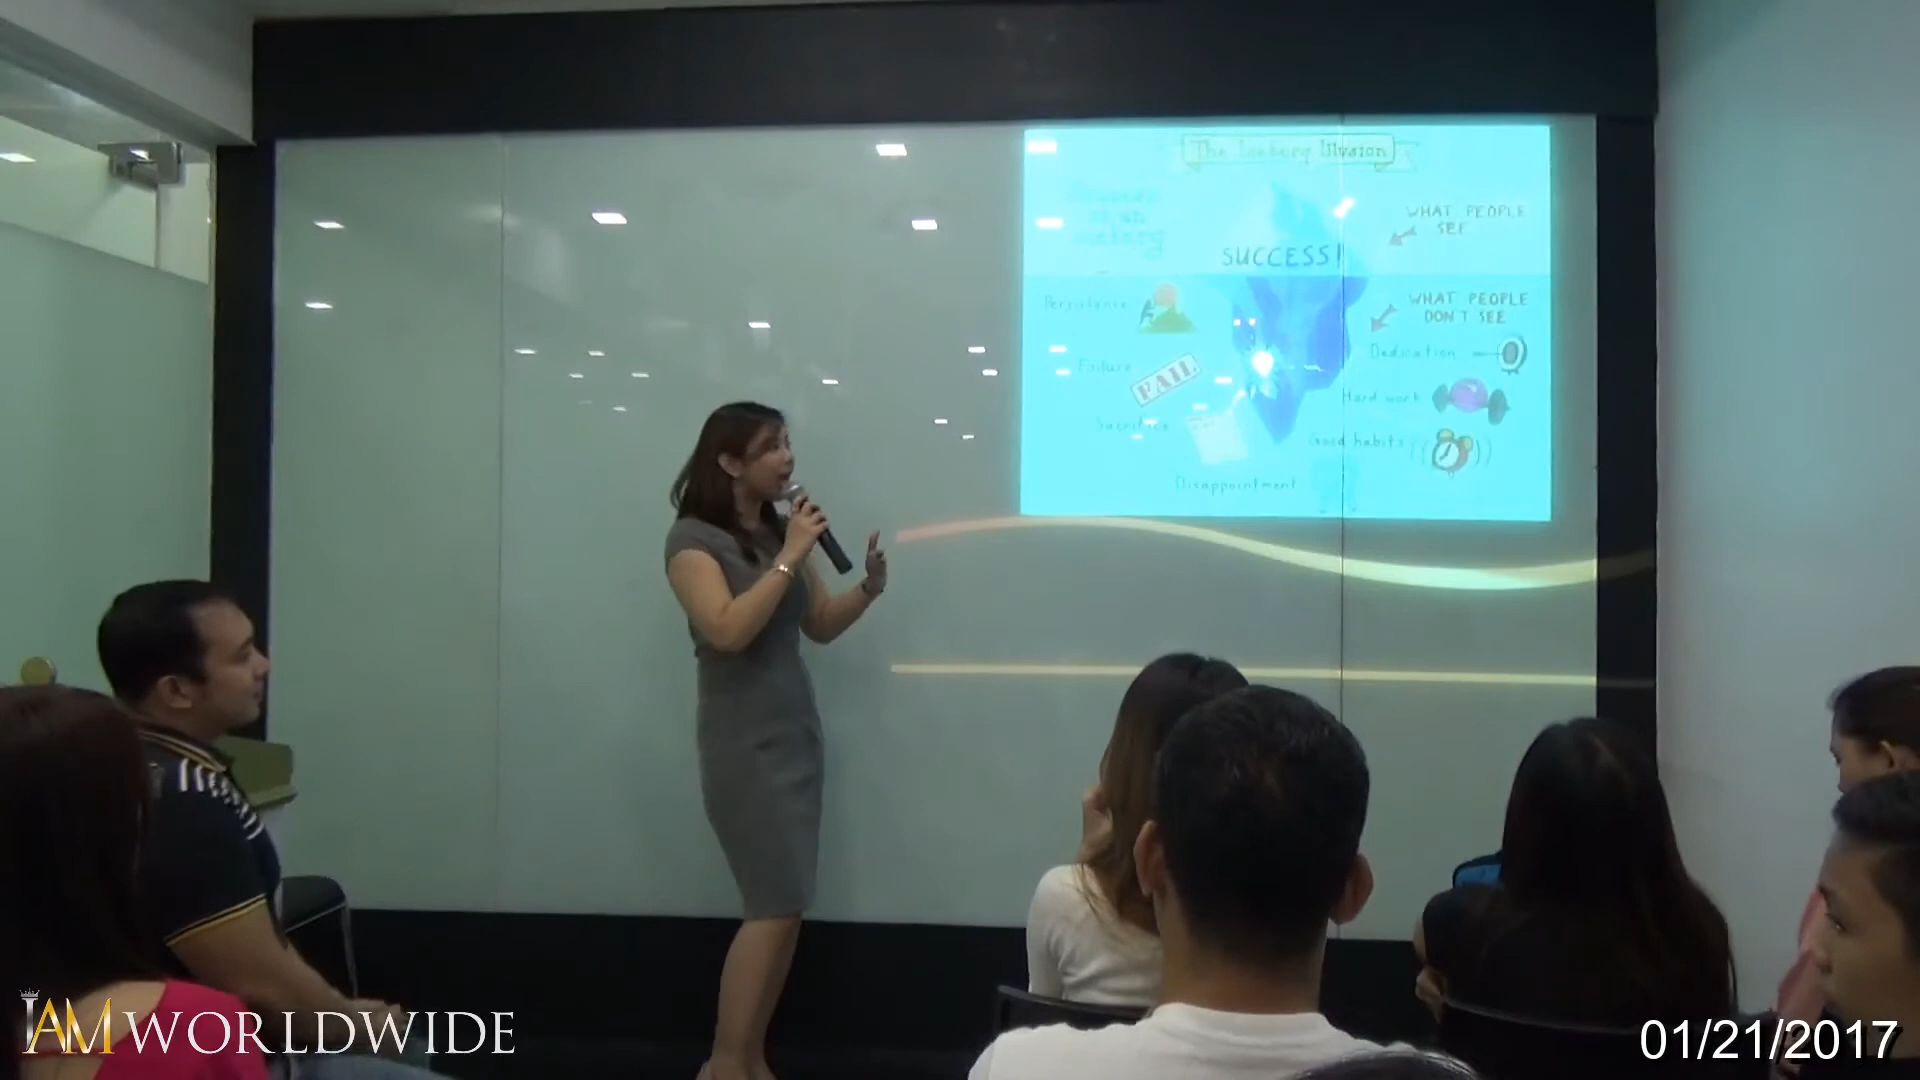 The Iceberg Illusion
WHAT PEOPLE
SEE
SUCCESS!
Persistence
WHAT PEOPLE
DON'T SEE
Failure
FAIL
Dedication
Sacrifice
Hard work
Good habits
Disappointment
IAM WORLDWIDE
01/21/2017